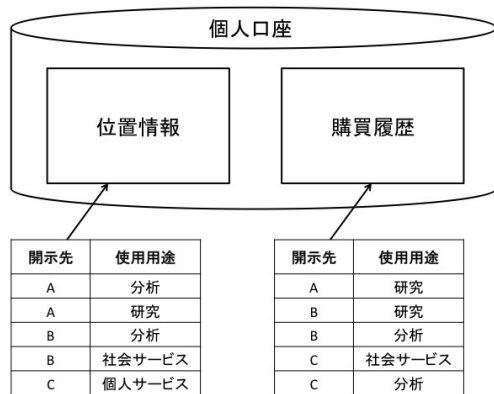 個人口座
位置情報
購買履歴
開示先 使用用途
A 分析
A 研究
B 分析
B 社会サービス
C 個人サービス
開示先 使用用途
A 研究
B 研究
B 分析
C 社会サービス
C 分析